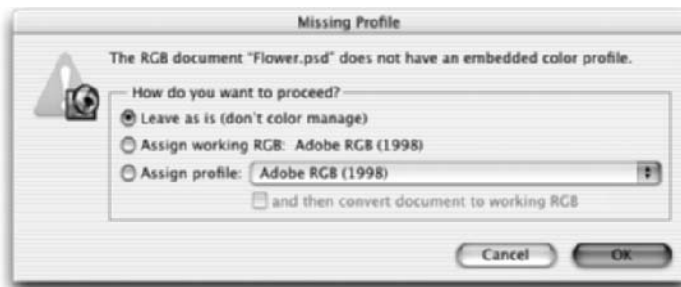 Missing Profile
The RGB document "Flower.psd" does not have an embedded color profile.
How do you want to proceed?
Leave as is (don't color manage)
Assign working RGB: Adobe RGB (1998)
Assign profile: Adobe RGB (1998)
and then convert document to working RGB
Cancel OK